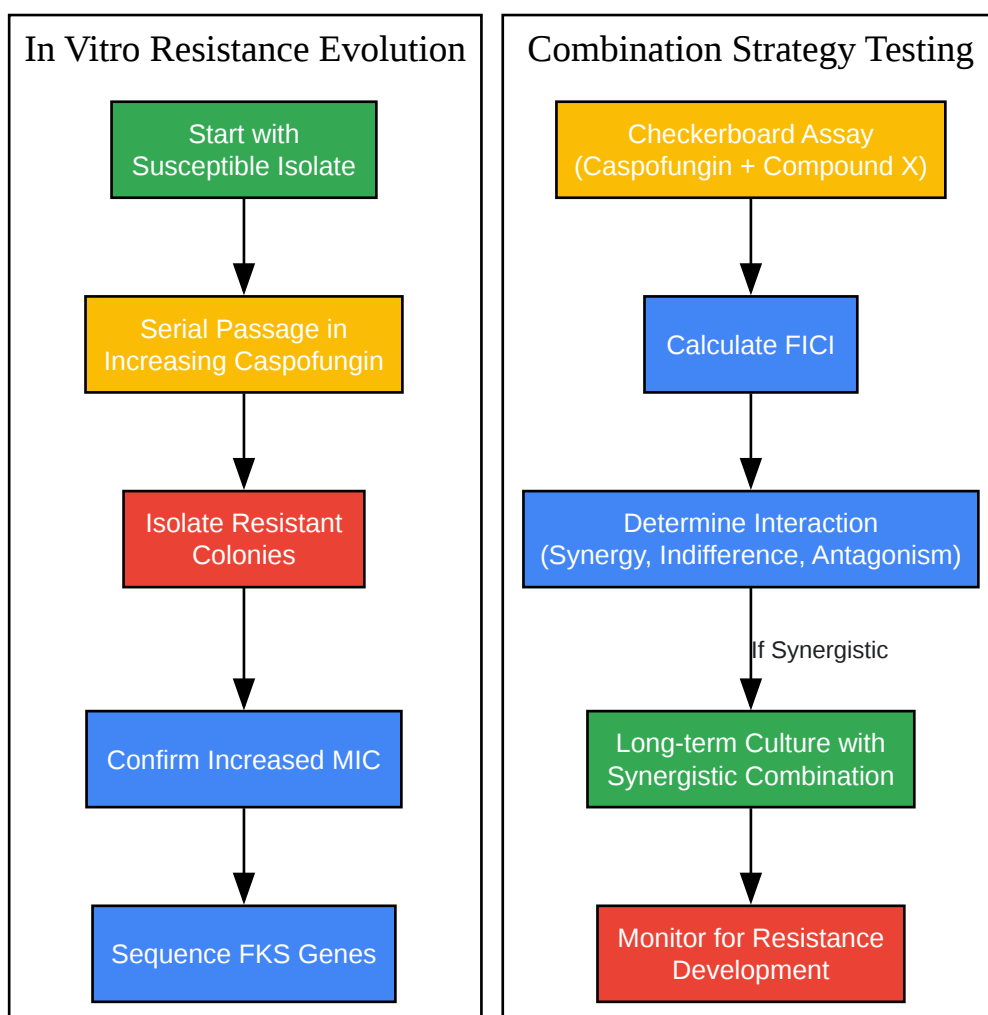 In Vitro Resistance Evolution
Start with
Susceptible Isolate
Serial Passage in
Increasing Caspofungin
Isolate Resistant
Colonies
Confirm Increased MIC
Sequence FKS Genes
Combination Strategy Testing
Checkerboard Assay
(Caspofungin + Compound X)
Calculate FICI
Determine Interaction
(Synergy, Indifference, Antagonism)
If Synergistic
Long-term Culture with
Synergistic Combination
Monitor for Resistance
Development